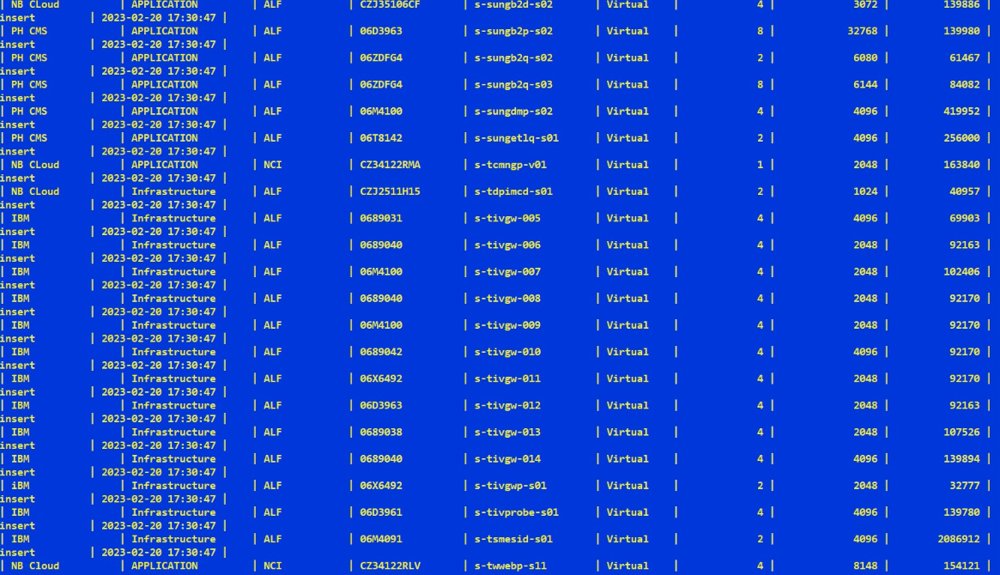 | NB CLoud | APPLICATION | ALF | CZJ35106CF | s-sungb2d-s02 | Virtual | 4 | 3072 | 139886 |
insert | 2023-02-20 17:30:47 |
| PH CMS | APPLICATION | ALF | 06D3963 | s-sungb2p-s02 | Virtual | 8 | 32768 | 139980 |
insert | 2023-02-20 17:30:47 |
| PH CMS | APPLICATION | ALF | 06ZDFG4 | s-sungb2q-s02 | Virtual | 2 | 6080 | 61467 |
insert | 2023-02-20 17:30:47 |
| PH CMS | APPLICATION | ALF | 06ZDFG4 | s-sungb2q-s03 | Virtual | 8 | 6144 | 84082 |
insert | 2023-02-20 17:30:47 |
| PH CMS | APPLICATION | ALF | 06M4100 | s-sungdmp-s02 | Virtual | 4 | 4096 | 419952 |
insert | 2023-02-20 17:30:47 |
| PH CMS | APPLICATION | ALF | 06T8142 | s-sungetlq-s01 | Virtual | 2 | 4096 | 256000 |
insert | 2023-02-20 17:30:47 |
| NB CLoud | APPLICATION | NCI | CZ34122RMA | s-tcmngp-v01 | Virtual | 1 | 2048 | 163840 |
insert | 2023-02-20 17:30:47 |
| NB CLoud | Infrastructure | ALF | CZJ2511H15 | s-tdpimcd-s01 | Virtual | 2 | 1024 | 40957 |
insert | 2023-02-20 17:30:47 |
| IBM | Infrastructure | ALF | 0689031 | s-tivgw-005 | Virtual | 4 | 4096 | 69903 |
insert | 2023-02-20 17:30:47 |
| IBM | Infrastructure | ALF | 0689040 | s-tivgw-006 | Virtual | 4 | 2048 | 92163 |
insert | 2023-02-20 17:30:47 |
| IBM | Infrastructure | ALF | 06M4100 | s-tivgw-007 | Virtual | 4 | 2048 | 102406 |
insert | 2023-02-20 17:30:47 |
| IBM | Infrastructure | ALF | 0689040 | s-tivgw-008 | Virtual | 4 | 2048 | 92170 |
insert | 2023-02-20 17:30:47 |
| IBM | Infrastructure | ALF | 06M4100 | s-tivgw-009 | Virtual | 4 | 2048 | 92170 |
insert | 2023-02-20 17:30:47 |
| IBM | Infrastructure | ALF | 0689042 | s-tivgw-010 | Virtual | 4 | 4096 | 92170 |
insert | 2023-02-20 17:30:47 |
| IBM | Infrastructure | ALF | 06X6492 | s-tivgw-011 | Virtual | 4 | 2048 | 92170 |
insert | 2023-02-20 17:30:47 |
| IBM | Infrastructure | ALF | 06D3963 | s-tivgw-012 | Virtual | 4 | 2048 | 92163 |
insert | 2023-02-20 17:30:47 |
| IBM | Infrastructure | ALF | 0689038 | s-tivgw-013 | Virtual | 4 | 2048 | 107526 |
insert | 2023-02-20 17:30:47 |
| IBM | Infrastructure | ALF | 0689040 | s-tivgw-014 | Virtual | 4 | 4096 | 139894 |
insert | 2023-02-20 17:30:47 |
| iBM | Infrastructure | ALF | 06X6492 | s-tivgwp-s01 | Virtual | 2 | 2048 | 32777 |
insert | 2023-02-20 17:30:47 |
| IBM | Infrastructure | ALF | 06D3961 | s-tivprobe-s01 | Virtual | 4 | 4096 | 139780 |
insert | 2023-02-20 17:30:47 |
| IBM | Infrastructure | ALF | 06M4091 | s-tsmesid-s01 | Virtual | 2 | 4096 | 2086912 |
insert | 2023-02-20 17:30:47 |
| NB Cloud | APPLICATION | NCI | CZ34122RLV | s-twwebp-s11 | Virtual | 4 | 8148 | 154121 |